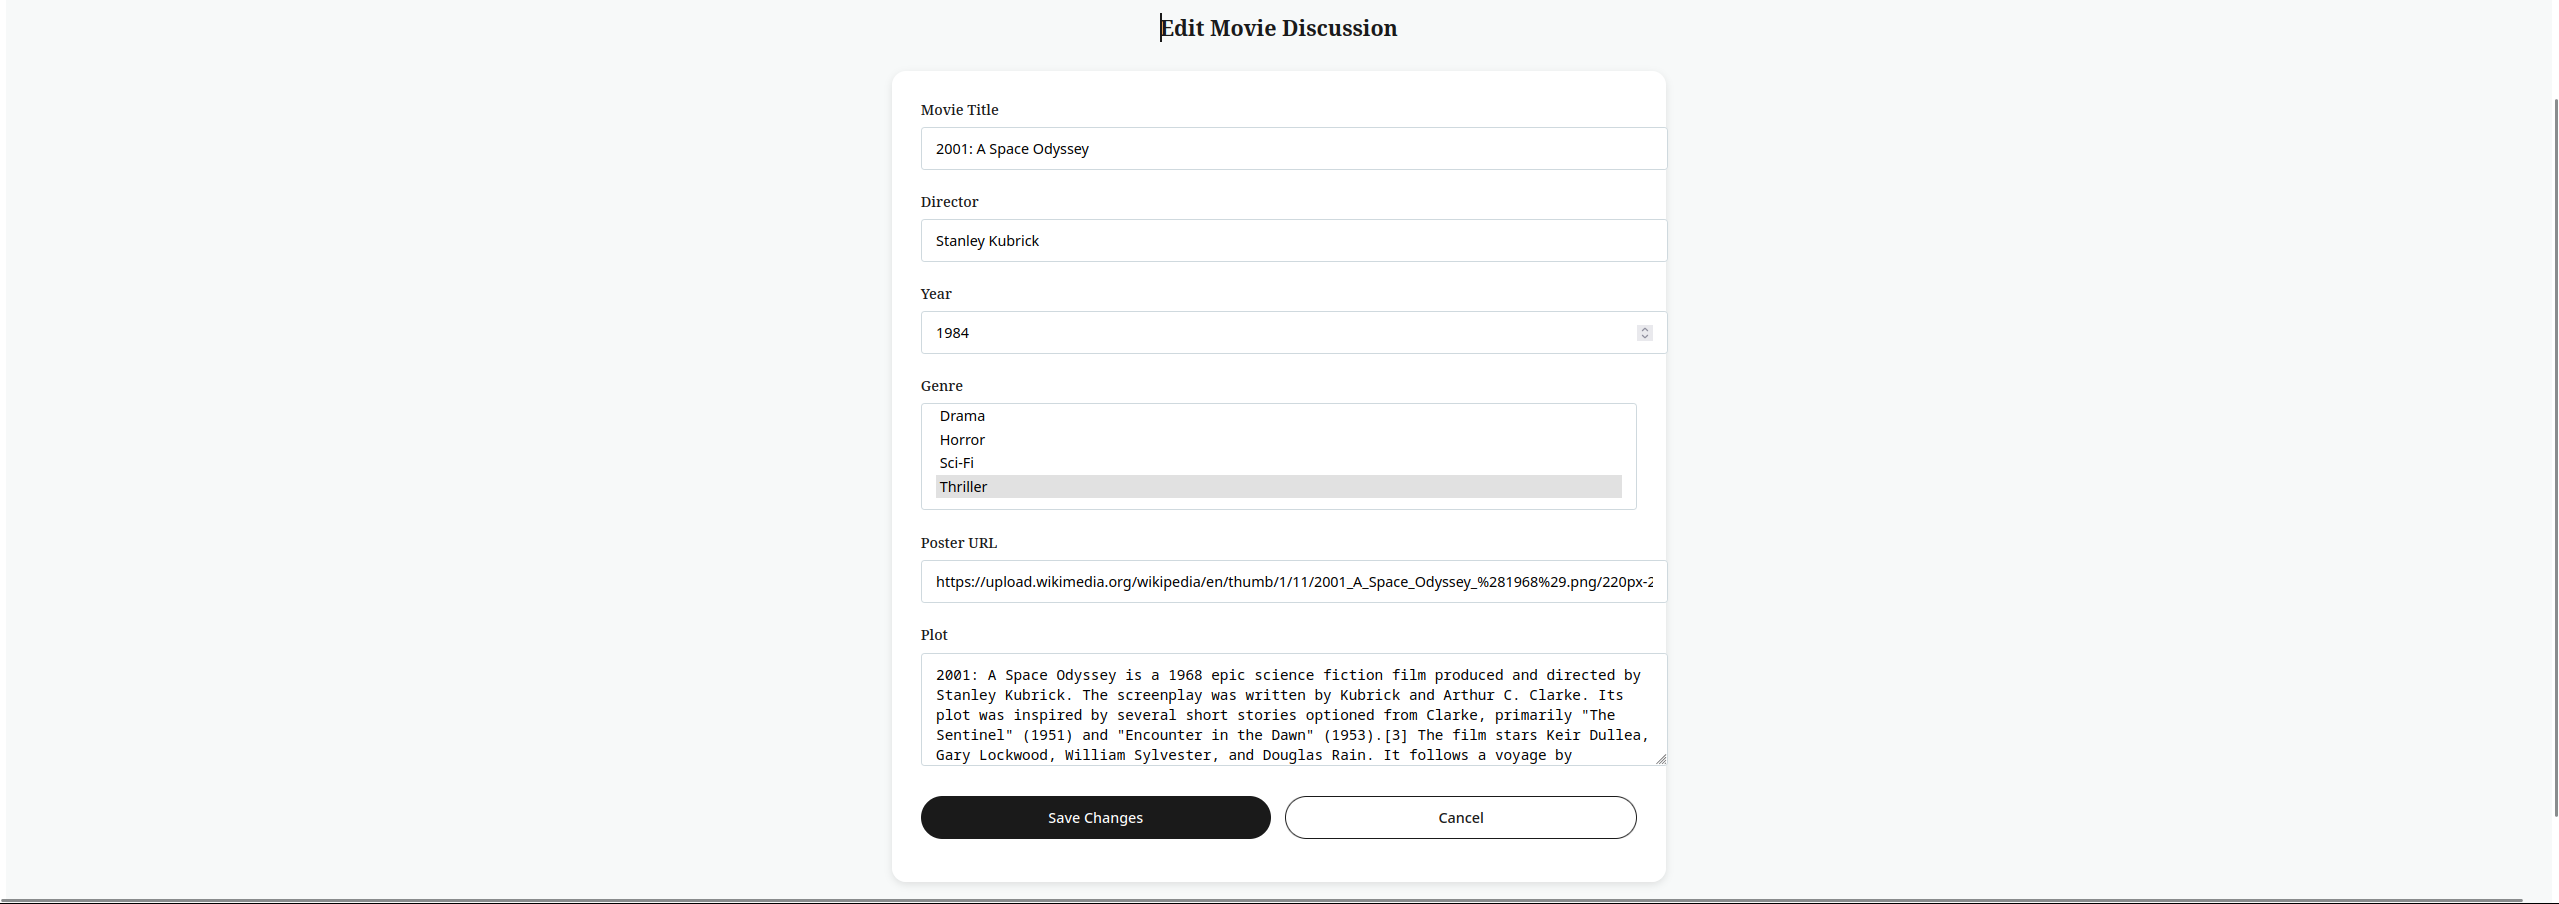 Edit Movie Discussion
Movie Title
2001: A Space Odyssey
Director
Stanley Kubrick
Year
1984
Genre
Drama
Horror
Sci-Fi
Thriller
Poster URL
https://upload.wikimedia.org/wikipedia/en/thumb/1/11/2001_A_Space_Odyssey_%281968%29.png/220px-2
Plot
2001: A Space Odyssey is a 1968 epic science fiction film produced and directed by
Stanley Kubrick. The screenplay was written by Kubrick and Arthur C. Clarke. Its
plot was inspired by several short stories optioned from Clarke, primarily "The
Sentinel" (1951) and "Encounter in the Dawn" (1953).[3] The film stars Keir Dullea,
Gary Lockwood, William Sylvester, and Douglas Rain. It follows a voyage by
Save Changes
Cancel